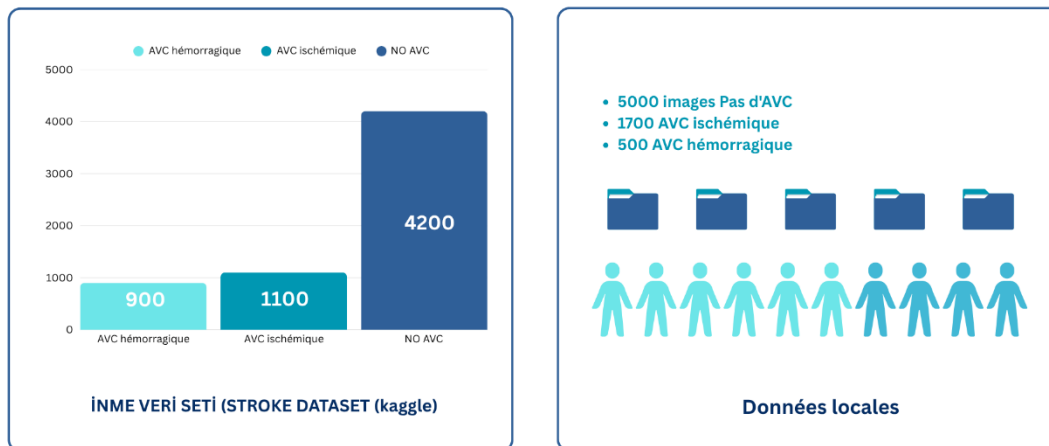 AVC hémorragique AVC ischémique NO AVC
5000
4000
3000
2000
1000
0
900
1100
4200
AVC hémorragique AVC ischémique NO AVC
İNME VERİ SETİ (STROKE DATASET (kaggle)
• 5000 images Pas d'AVC
• 1700 AVC ischémique
• 500 AVC hémorragique
Données locales